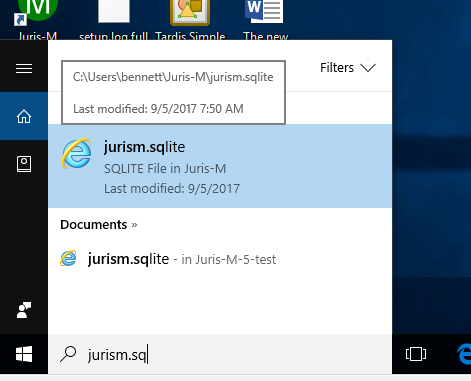 Juris-M setup.log.full Tardis Simple The new
C:\Users\bennett\Juris-M\jurism.sqlite
Last modified: 9/5/2017 7:50 AM
Filters
jurism.sqlite
SQLITE File in Juris-M
Last modified: 9/5/2017
Documents »
jurism.sqlite - in Juris-M-5-test
jurism.sq